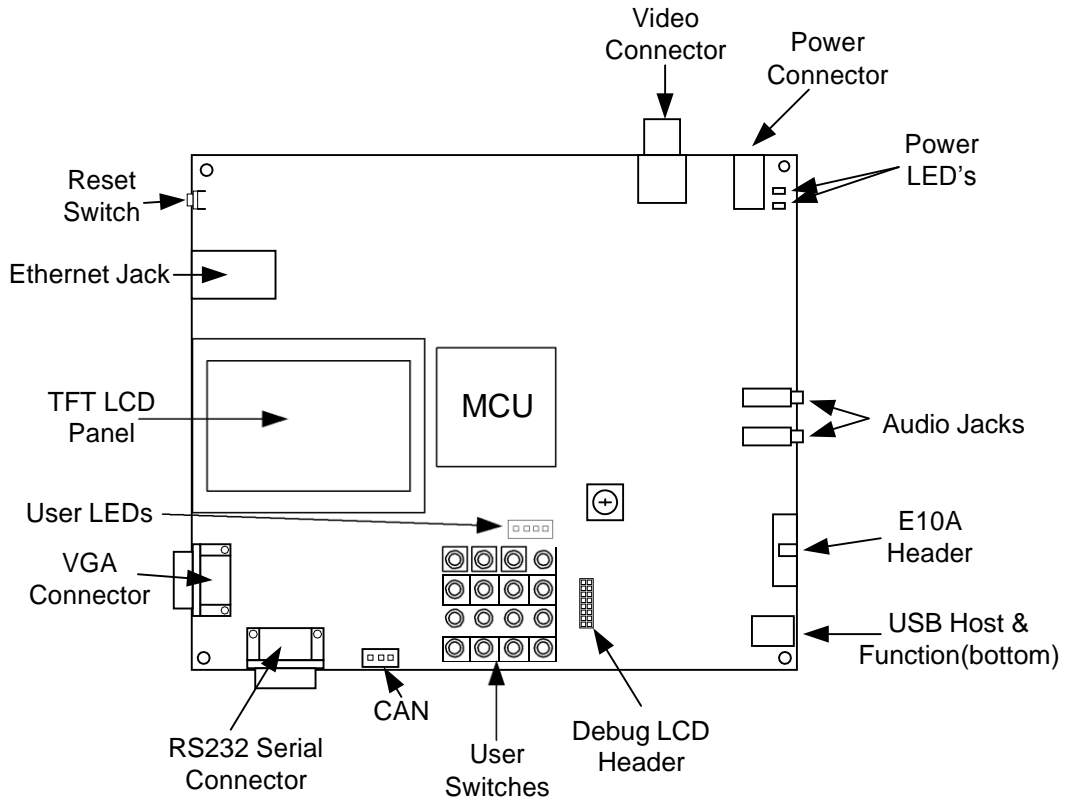 Video
Connector
Power
Connector
Power
LED's
Reset
Switch
Ethernet Jack
TFT LCD
Panel
MCU
Audio Jacks
User LEDs
E10A
Header
VGA
Connector
USB Host &
Function(bottom)
CAN
RS232 Serial
Connector
User
Switches
Debug LCD
Header